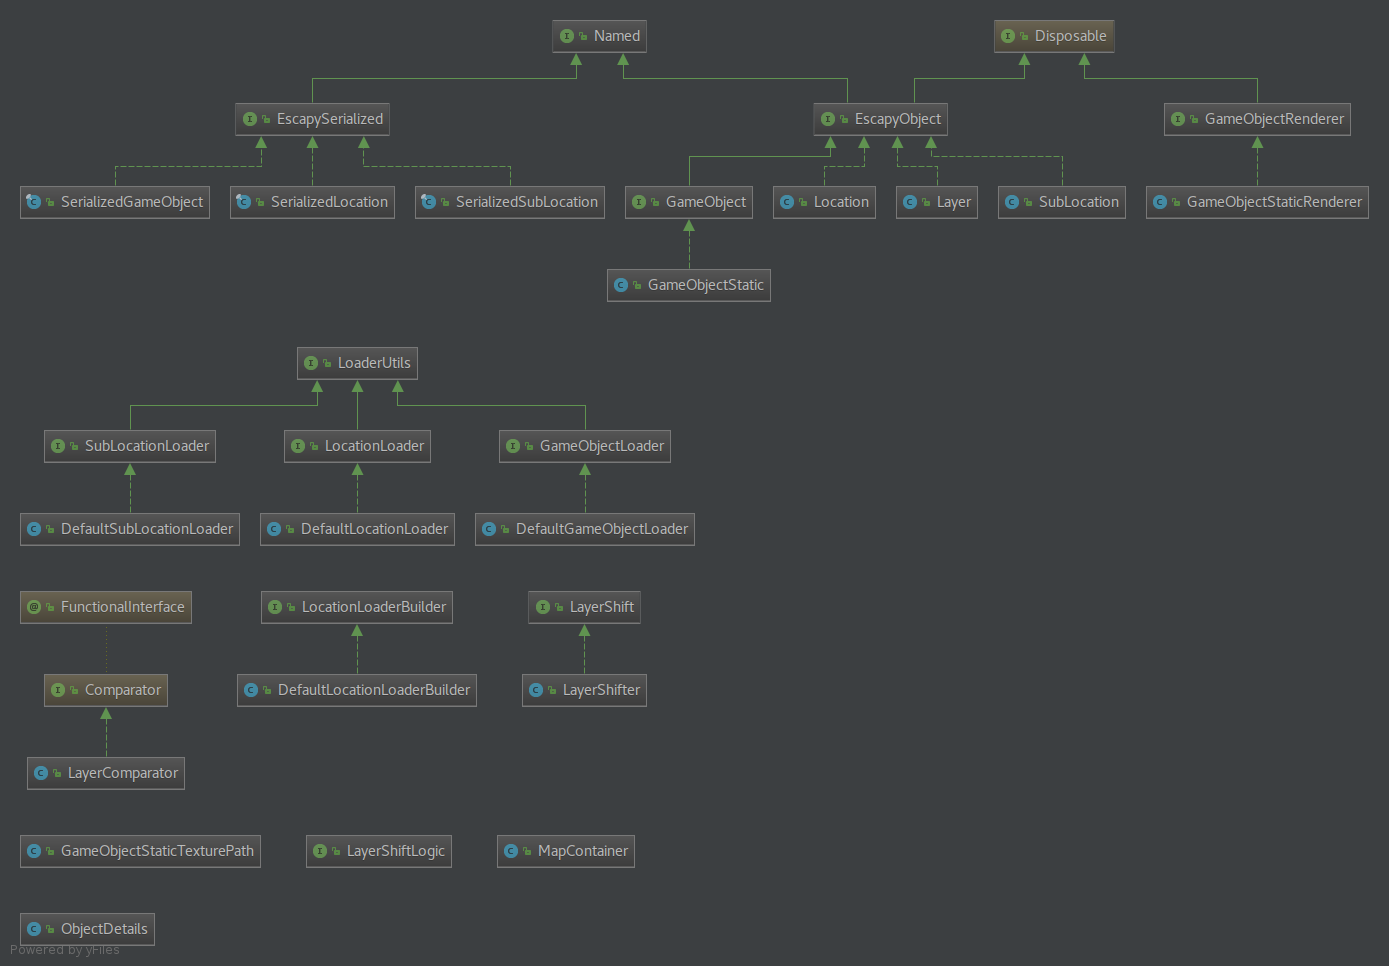 Named
Disposable
EscapySerialized
EscapyObject
GameObjectRenderer
SerializedGameObject
SerializedLocation
SerializedSubLocation
GameObject
Location
Layer
SubLocation
GameObjectStaticRenderer
GameObjectStatic
LoaderUtils
SubLocationLoader
LocationLoader
GameObjectLoader
DefaultSubLocationLoader
DefaultLocationLoader
DefaultGameObjectLoader
FunctionalInterface
LocationLoaderBuilder
LayerShift
Comparator
DefaultLocationLoaderBuilder
LayerShifter
LayerComparator
GameObjectStaticTexturePath
LayerShiftLogic
MapContainer
ObjectDetails
Powered by yFiles